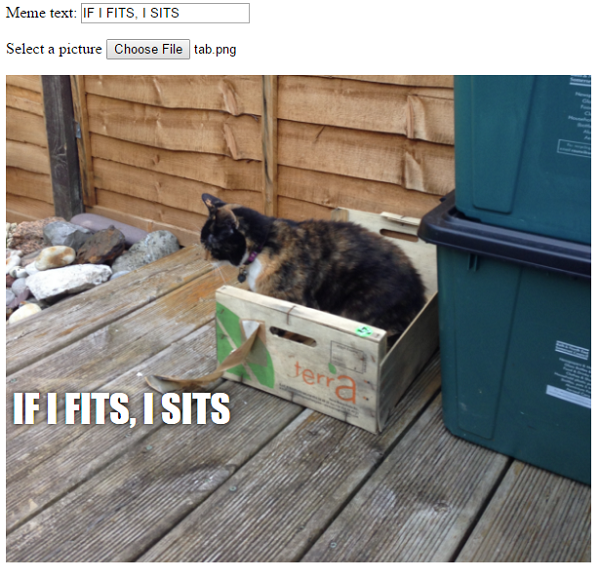 Meme text: IF I FITS, I SITS
Select a picture Choose File tab.png
terra
IF I FITS, I SITS